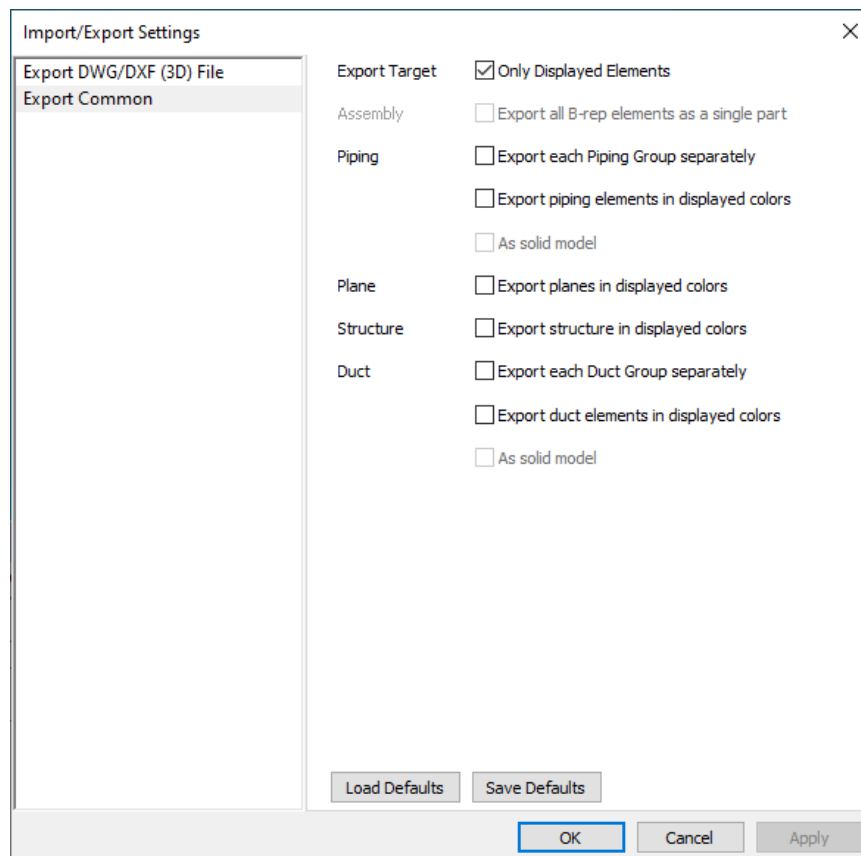 Import/Export Settings
Export DWG/DXF (3D) File
Export Common
Export Target Only Displayed Elements
Assembly Export all B-rep elements as a single part
Piping Export each Piping Group separately
Export piping elements in displayed colors
As solid model
Plane Export planes in displayed colors
Structure Export structure in displayed colors
Duct Export each Duct Group separately
Export duct elements in displayed colors
As solid model
Load Defaults Save Defaults
OK Cancel Apply